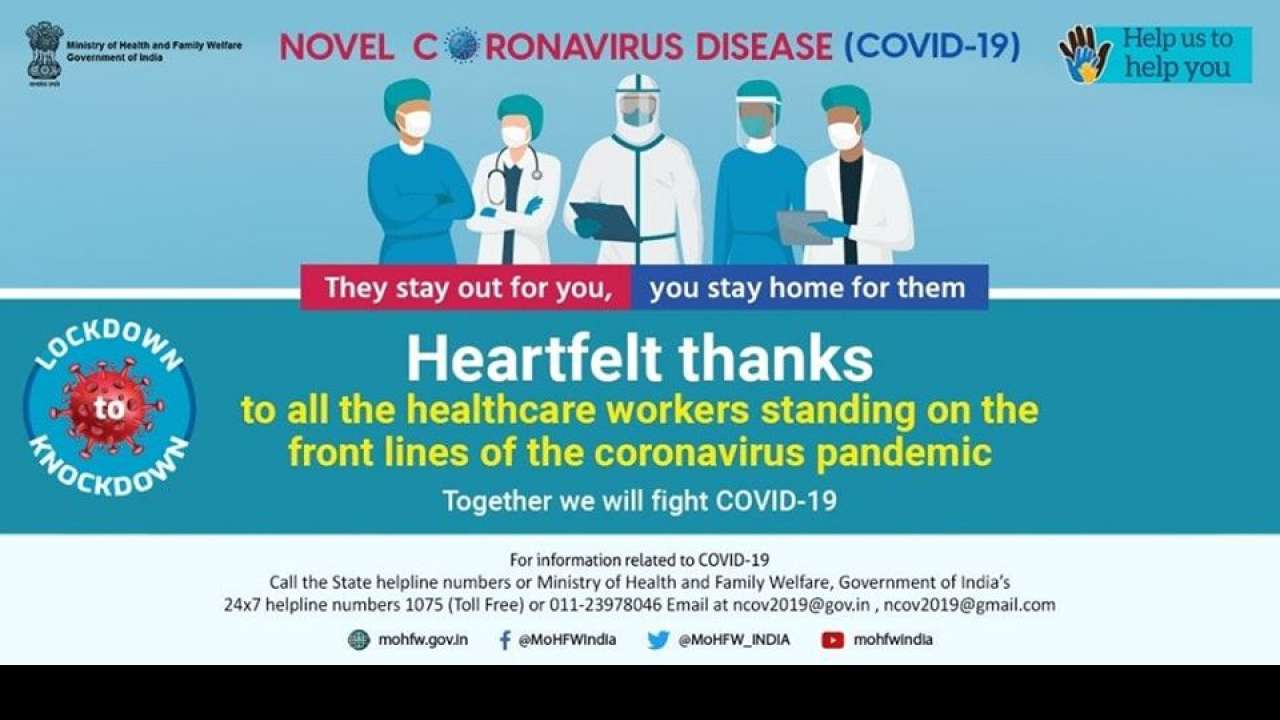 Ministry of Health and Family Welfare
Government of India
NOVEL CORONAVIRUS DISEASE (COVID-19)
Help us to
help you
They stay out for you, you stay home for them
LOCKDOWN
to
KNOCKDOWN
Heartfelt thanks
to all the healthcare workers standing on the
front lines of the coronavirus pandemic
Together we will fight COVID-19
For information related to COVID-19
Call the State helpline numbers or Ministry of Health and Family Welfare, Government of India's
24x7 helpline numbers 1075 (Toll Free) or 011-23978046 Email at ncov2019@gov.in , ncov2019@gmail.com
mohfw.gov.in @MoHFWIndia @MoHFW_INDIA mohfwindia